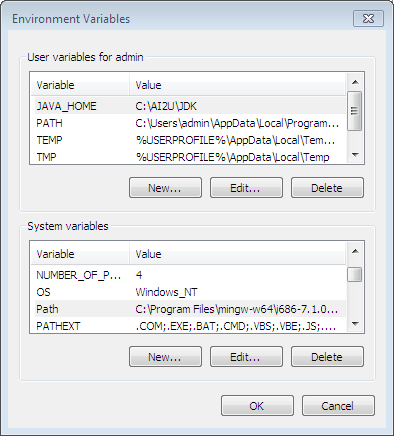 Environment Variables
User variables for admin
Variable Value
JAVA_HOME C:\AI2U\JDK
PATH C:\Users\admin\AppData\Local\Program...
TEMP %USERPROFILE%\AppData\Local\Tem...
TMP %USERPROFILE%\AppData\Local\Temp
New... Edit... Delete
System variables
Variable Value
NUMBER_OF_P... 4
OS Windows_NT
Path C:\Program Files\mingw-w64\i686-7.1.0...
PATHEXT .COM;.EXE;.BAT;.CMD;.VBS;.VBE;.JS;....
New... Edit... Delete
OK Cancel